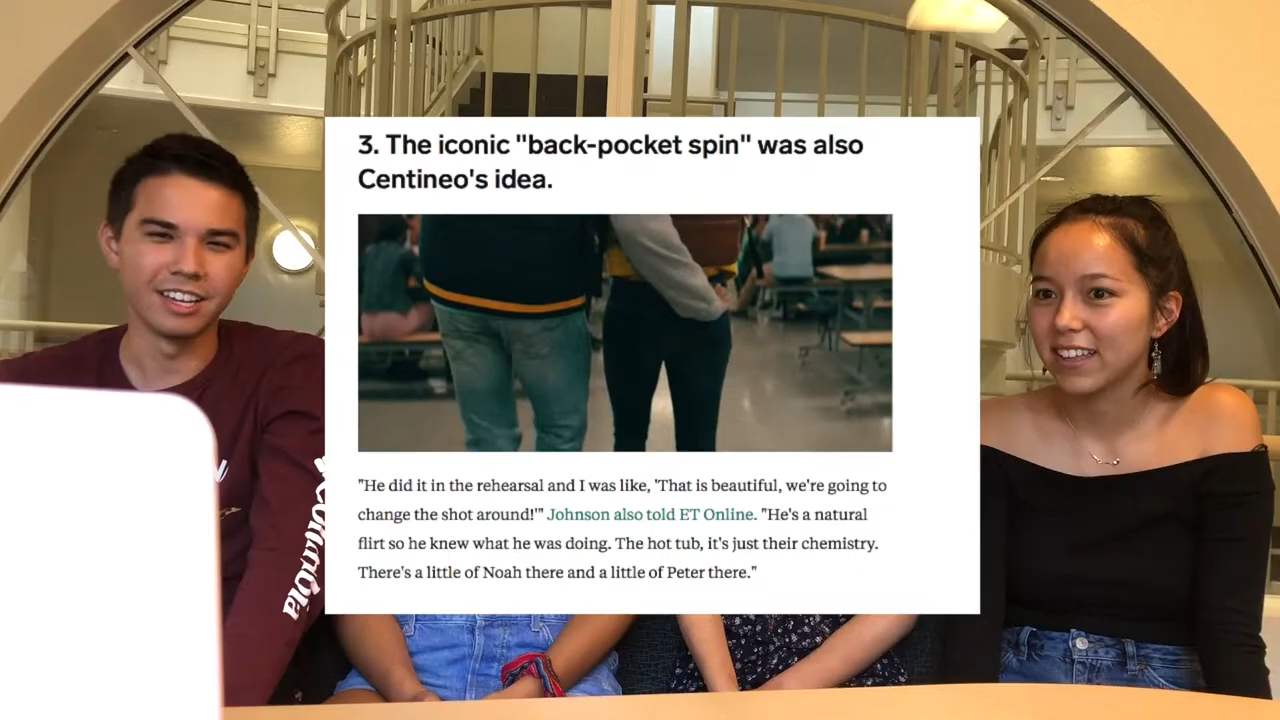 3. The iconic "back-pocket spin" was also
Centineo's idea.
"He did it in the rehearsal and I was like, 'That is beautiful, we're going to
change the shot around!'" Johnson also told ET Online. "He's a natural
flirt so he knew what he was doing. The hot tub, it's just their chemistry.
There's a little of Noah there and a little of Peter there."